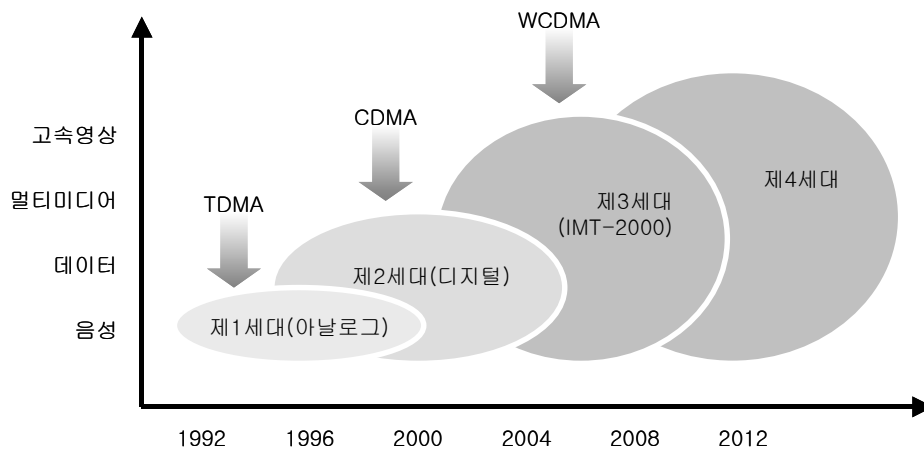 WCDMA
CDMA
TDMA
고속영상
멀티미디어
데이터
음성
제4세대
제3세대
(IMT-2000)
제2세대(디지털)
제1세대(아날로그)
1992
1996
2000
2004
2008
2012